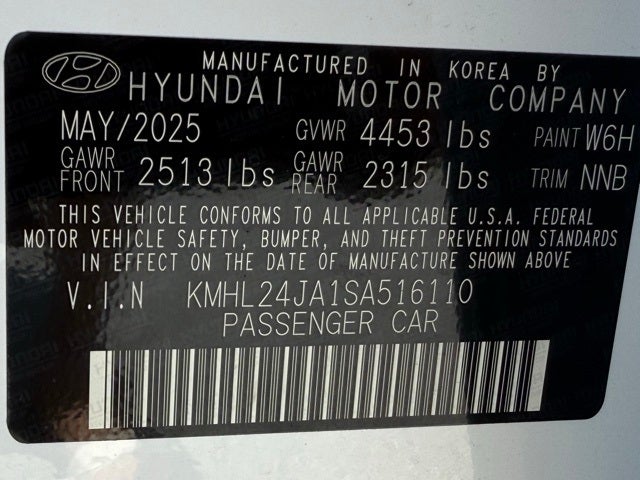 MANUFACTURED IN KOREA BY
HYUNDAI MOTOR COMPANY
MAY/2025 GVWR 4453 lbs PAINT W6H
GAWR FRONT 2513 lbs GAWR REAR 2315 lbs TRIM NNB
THIS VEHICLE CONFORMS TO ALL APPLICABLE U.S.A. FEDERAL
MOTOR VEHICLE SAFETY, BUMPER, AND THEFT PREVENTION STANDARDS
IN EFFECT ON THE DATE OF MANUFACTURE SHOWN ABOVE
V.I.N KMHL24JA1SA516110
PASSENGER CAR